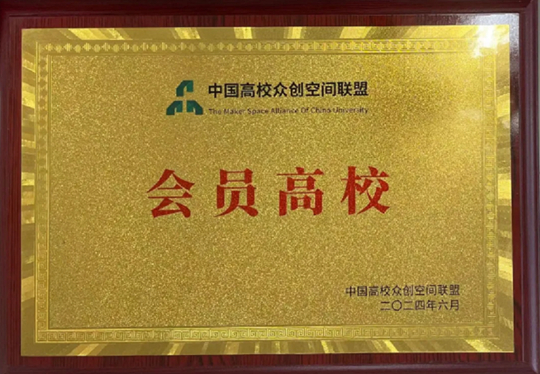 中国高校众创空间联盟
The Maker Space Alliance Of China University
会员高校
中国高校众创空间联盟
二〇二四年六月